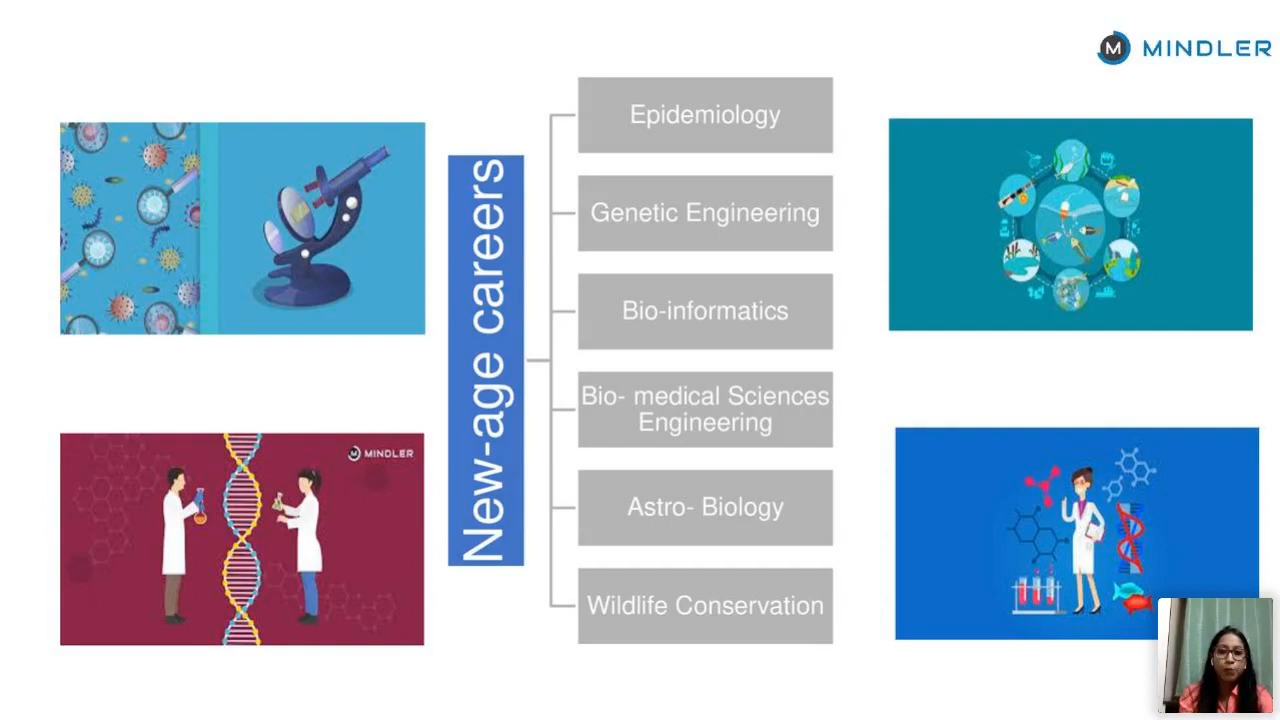 M MINDLER
Epidemiology
New-age careers
Genetic Engineering
Bio-informatics
Bio- medical Sciences
Engineering
Astro- Biology
Wildlife Conservation
M MINDLER